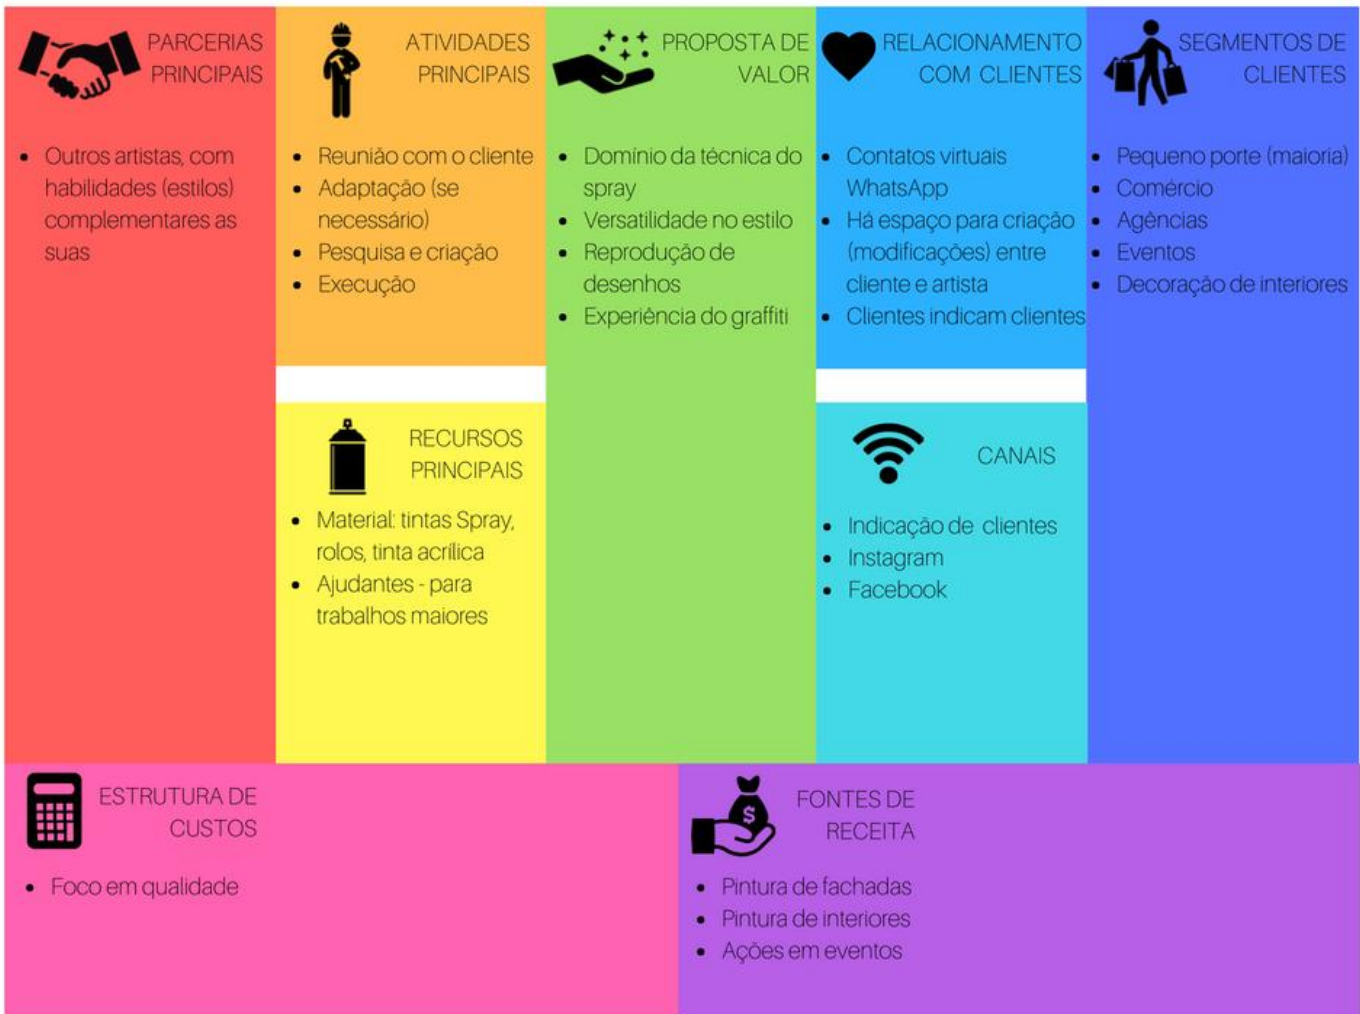 PARCERIAS
PRINCIPAIS
Outros artistas, com
habilidades (estilos)
complementares as
suas
ATIVIDADES
PRINCIPAIS
Reunião com o cliente
Adaptação (se
necessário)
Pesquisa e criação
Execução
RECURSOS
PRINCIPAIS
Material: tintas Spray,
rolos, tinta acrílica
Ajudantes - para
trabalhos maiores
PROPOSTA DE
VALOR
Domínio da técnica do
spray
Versatilidade no estilo
Reprodução de
desenhos
Experiência do graffiti
RELACIONAMENTO
COM CLIENTES
Contatos virtuais
WhatsApp
Há espaço para criação
(modificações) entre
cliente e artista
Clientes indicam clientes
CANAIS
Indicação de clientes
Instagram
Facebook
SEGMENTOS DE
CLIENTES
Pequeno porte (maioria)
Comércio
Agências
Eventos
Decoração de interiores
ESTRUTURA DE
CUSTOS
Foco em qualidade
$
FONTES DE
RECEITA
Pintura de fachadas
Pintura de interiores
Ações em eventos